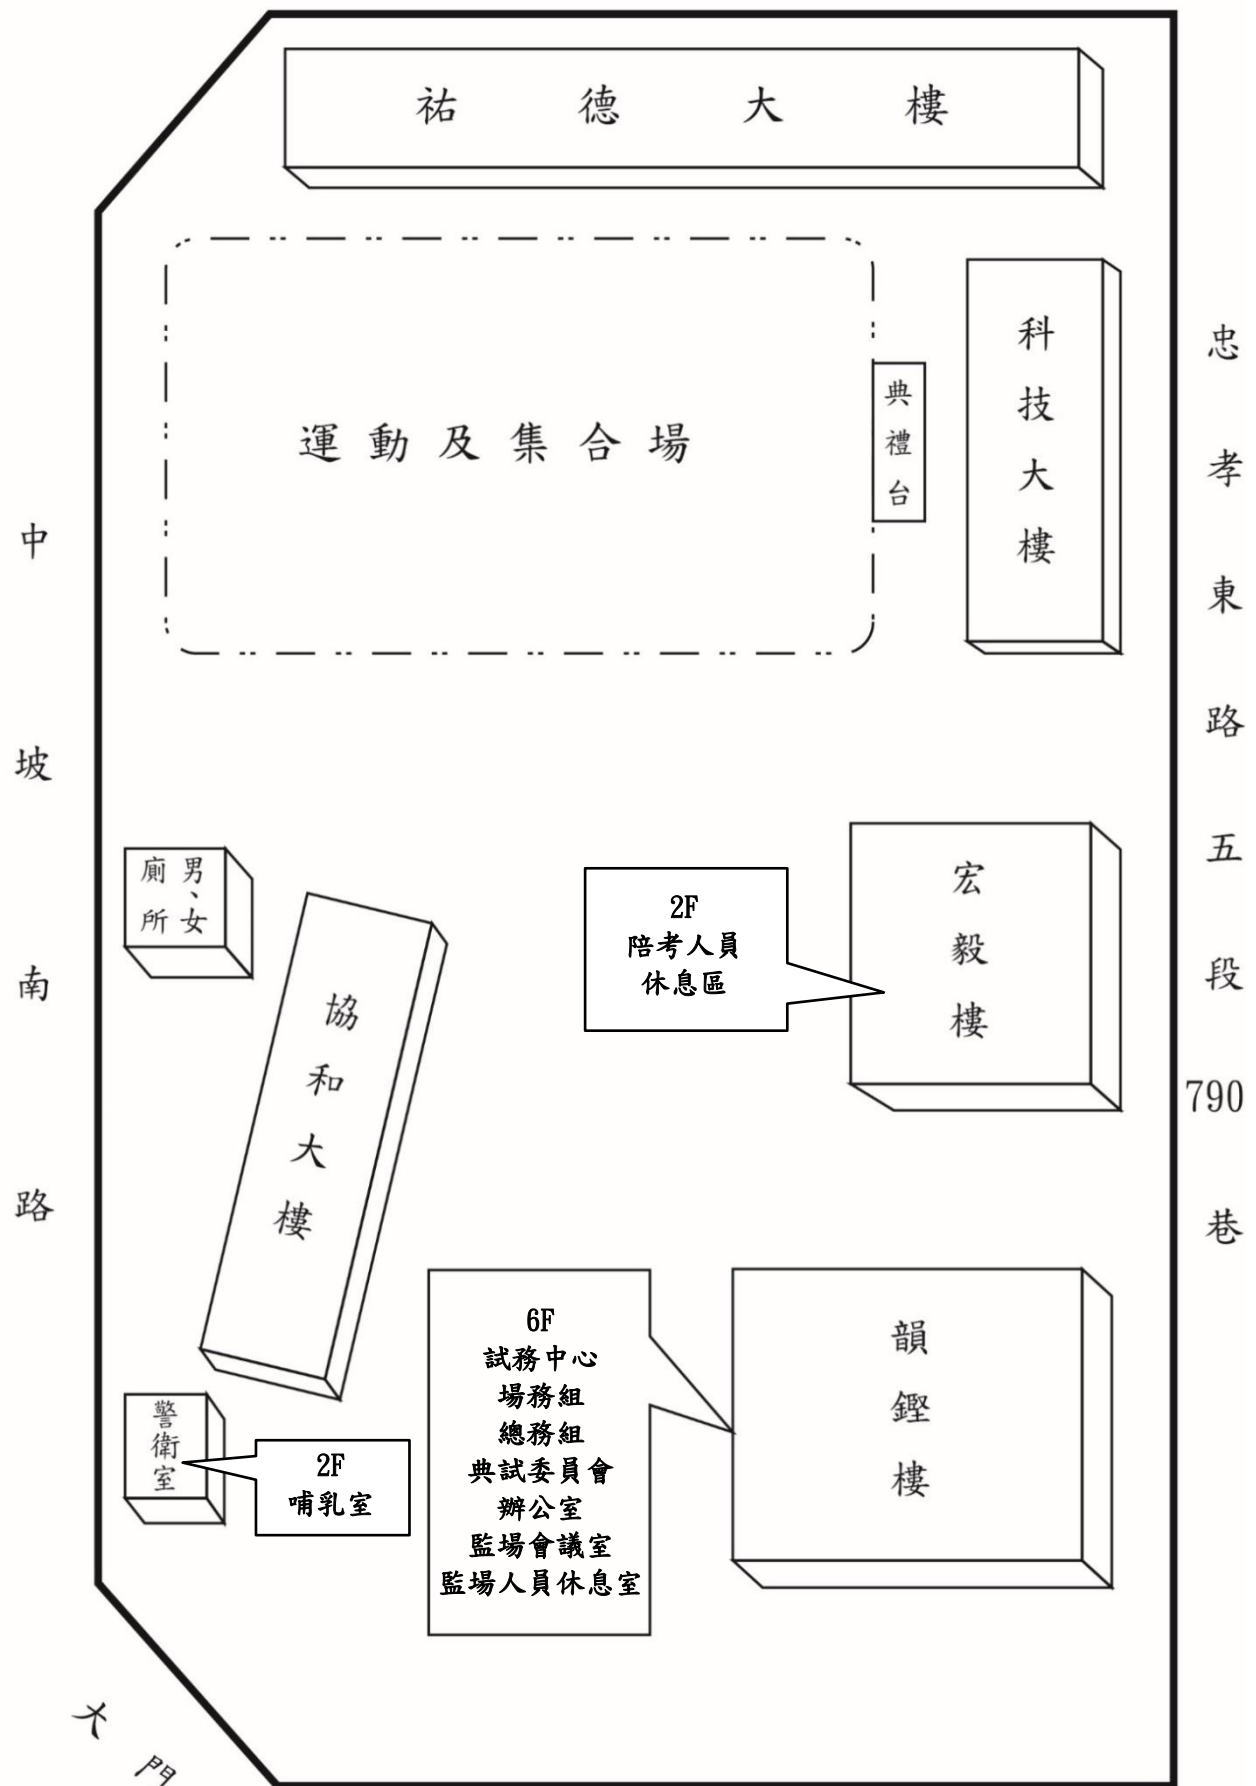 祐德大樓
運動及集合場
典禮台
科技大樓
忠孝東路五段790巷
中坡南路
男、女
廁所
協和大樓
2F
陪考人員
休息區
宏毅樓
6F
試務中心
場務組
總務組
典試委員會
辦公室
監場會議室
監場人員休息室
韻鏗樓
警衛室
2F
哺乳室
大門